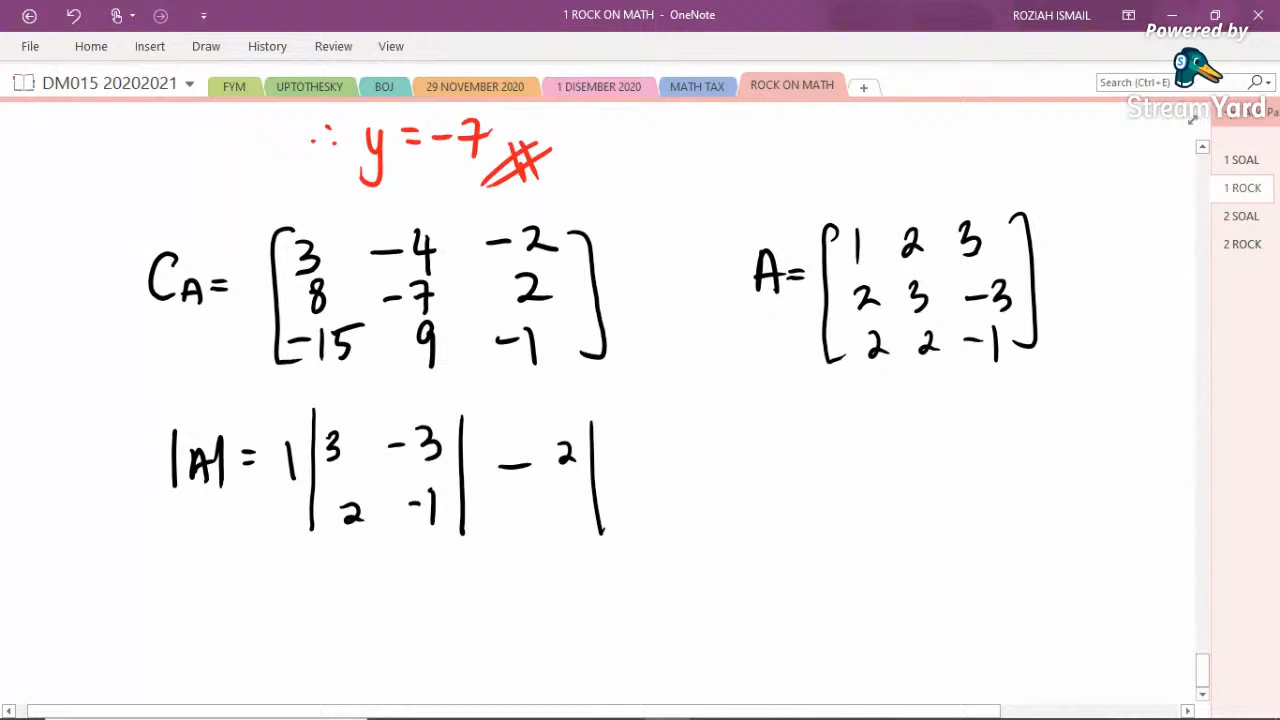 1 ROCK ON MATH - OneNote
ROZIAH ISMAIL
Powered by
File Home Insert Draw History Review View
DM015 20202021
FYM UPTOTHESKY BOJ 29 NOVEMBER 2020 1 DISEMBER 2020 MATH TAX ROCK ON MATH +
Search (Ctrl+E)
StreamYard
1 SOAL
1 ROCK
2 SOAL
2 ROCK
∴ y = -7
C_A = [3 -4 -2
8 -7 2
-15 9 -1]
A = [1 2 3
2 3 -3
2 2 -1]
|A| = 1 |3 -3| - 2 |
2 -1